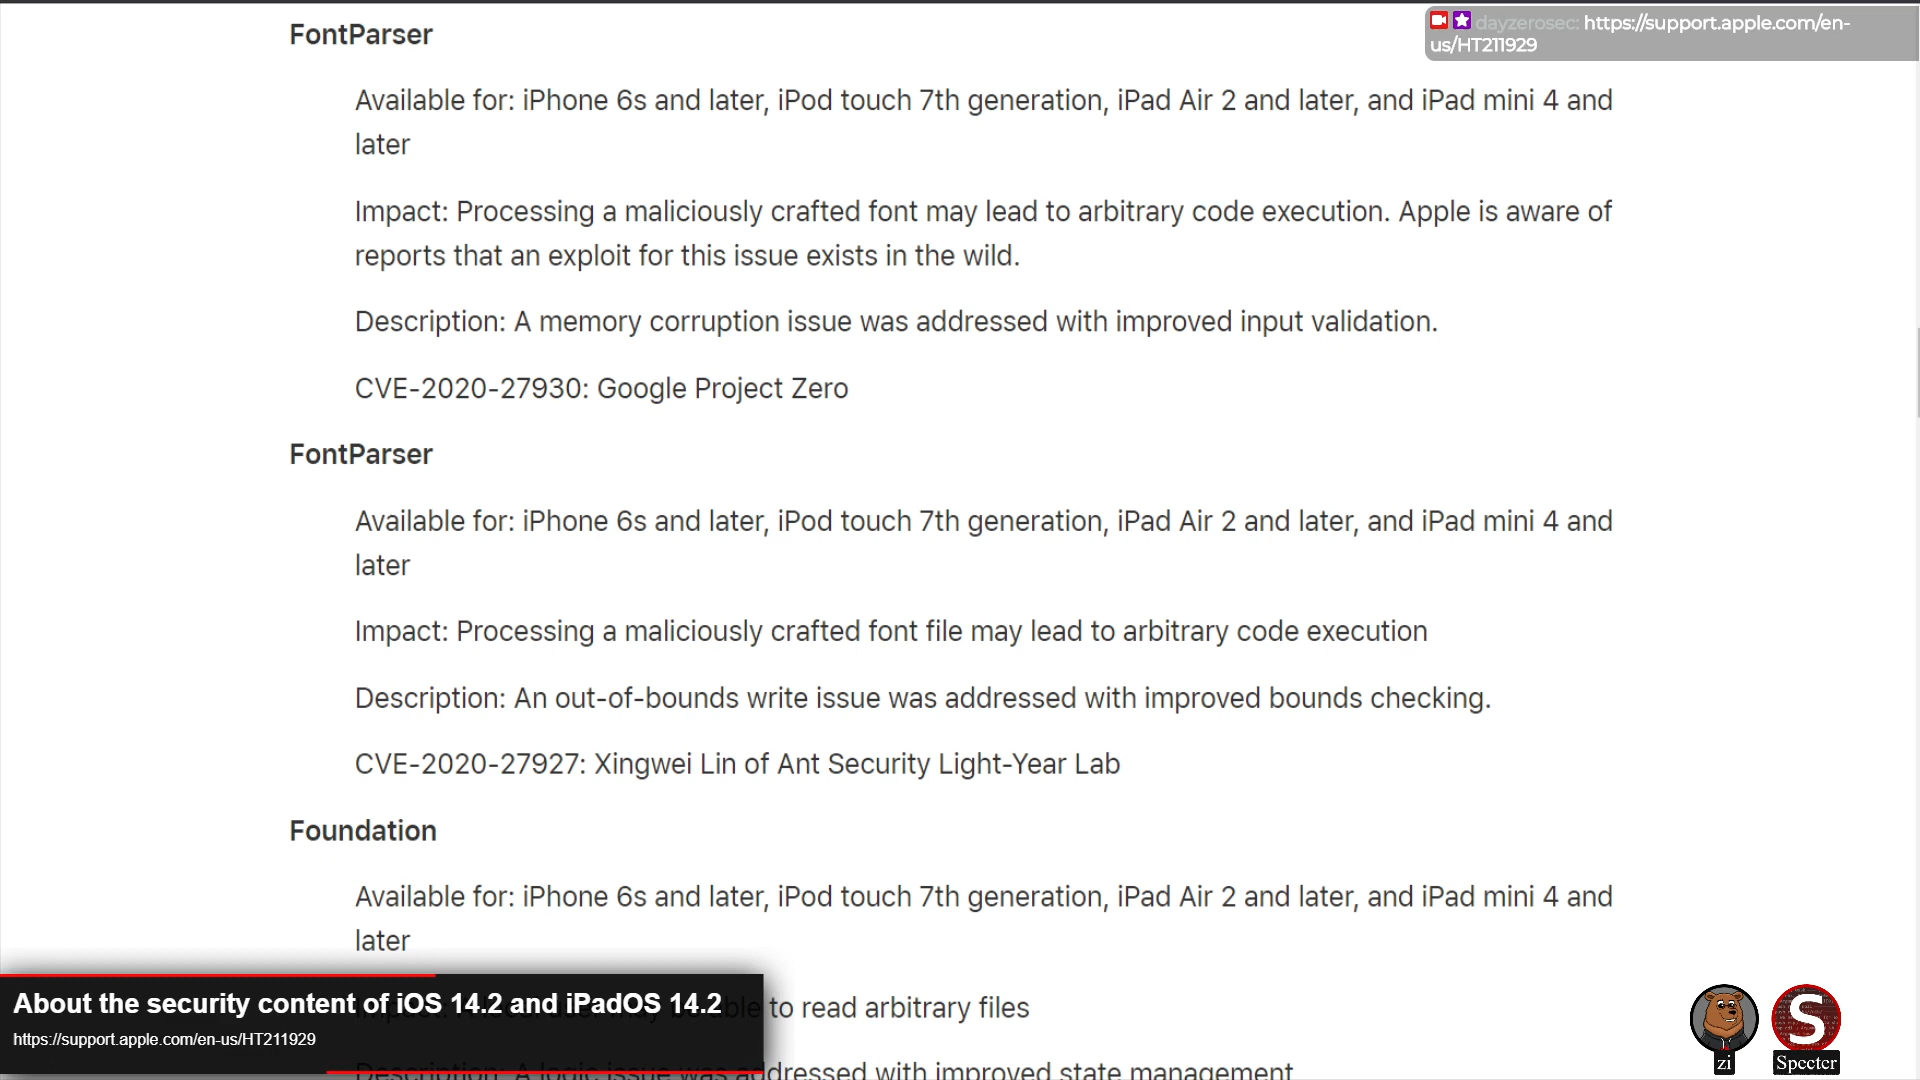 FontParser
dayzerosec: https://support.apple.com/en-
us/HT211929
Available for: iPhone 6s and later, iPod touch 7th generation, iPad Air 2 and later, and iPad mini 4 and
later
Impact: Processing a maliciously crafted font may lead to arbitrary code execution. Apple is aware of
reports that an exploit for this issue exists in the wild.
Description: A memory corruption issue was addressed with improved input validation.
CVE-2020-27930: Google Project Zero
FontParser
Available for: iPhone 6s and later, iPod touch 7th generation, iPad Air 2 and later, and iPad mini 4 and
later
Impact: Processing a maliciously crafted font file may lead to arbitrary code execution
Description: An out-of-bounds write issue was addressed with improved bounds checking.
CVE-2020-27927: Xingwei Lin of Ant Security Light-Year Lab
Foundation
Available for: iPhone 6s and later, iPod touch 7th generation, iPad Air 2 and later, and iPad mini 4 and
later
to read arbitrary files
Description: A logic issue was addressed with improved state management
About the security content of iOS 14.2 and iPadOS 14.2
https://support.apple.com/en-us/HT211929
S
zi
Specter